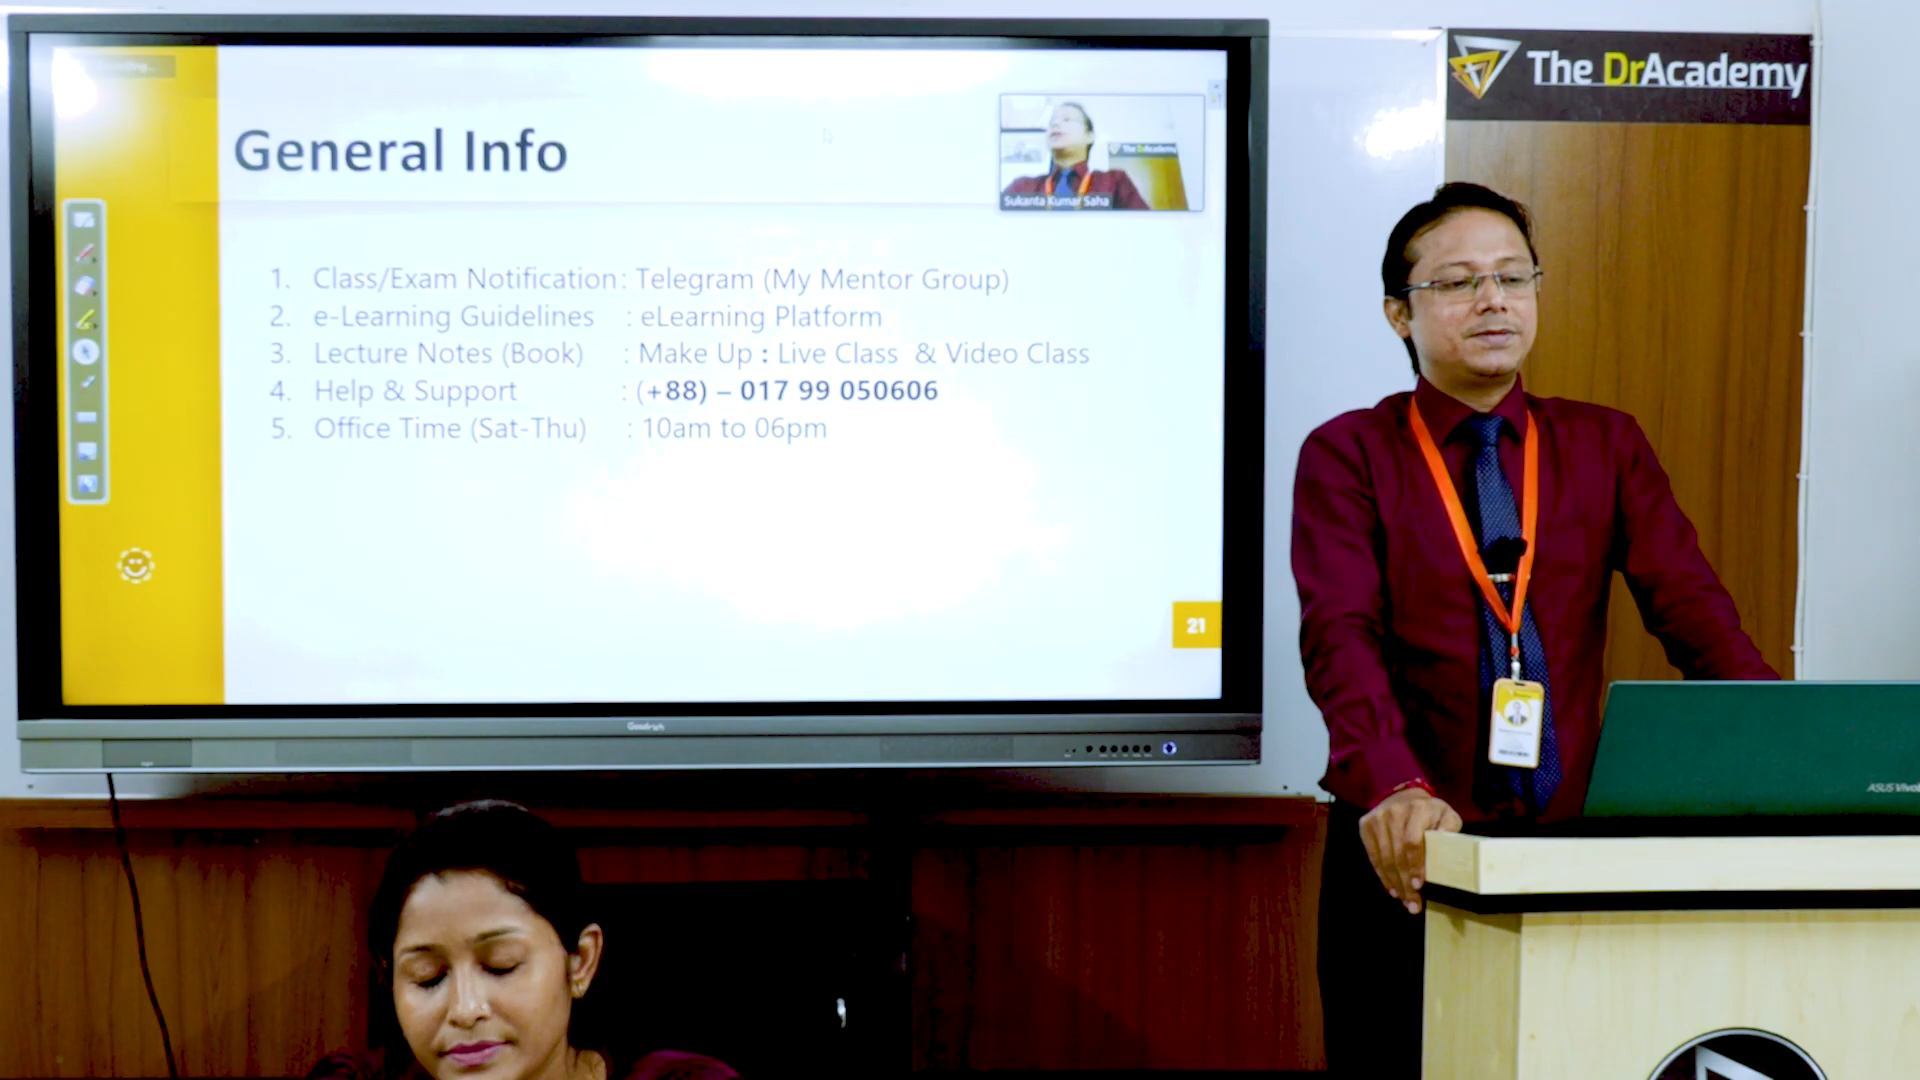 The DrAcademy
General Info
Sukanta Kumar Saha
1. Class/Exam Notification : Telegram (My Mentor Group)
2. e-Learning Guidelines : eLearning Platform
3. Lecture Notes (Book) : Make Up : Live Class & Video Class
4. Help & Support : (+88) – 017 99 050606
5. Office Time (Sat-Thu) : 10am to 06pm
21
ASUS